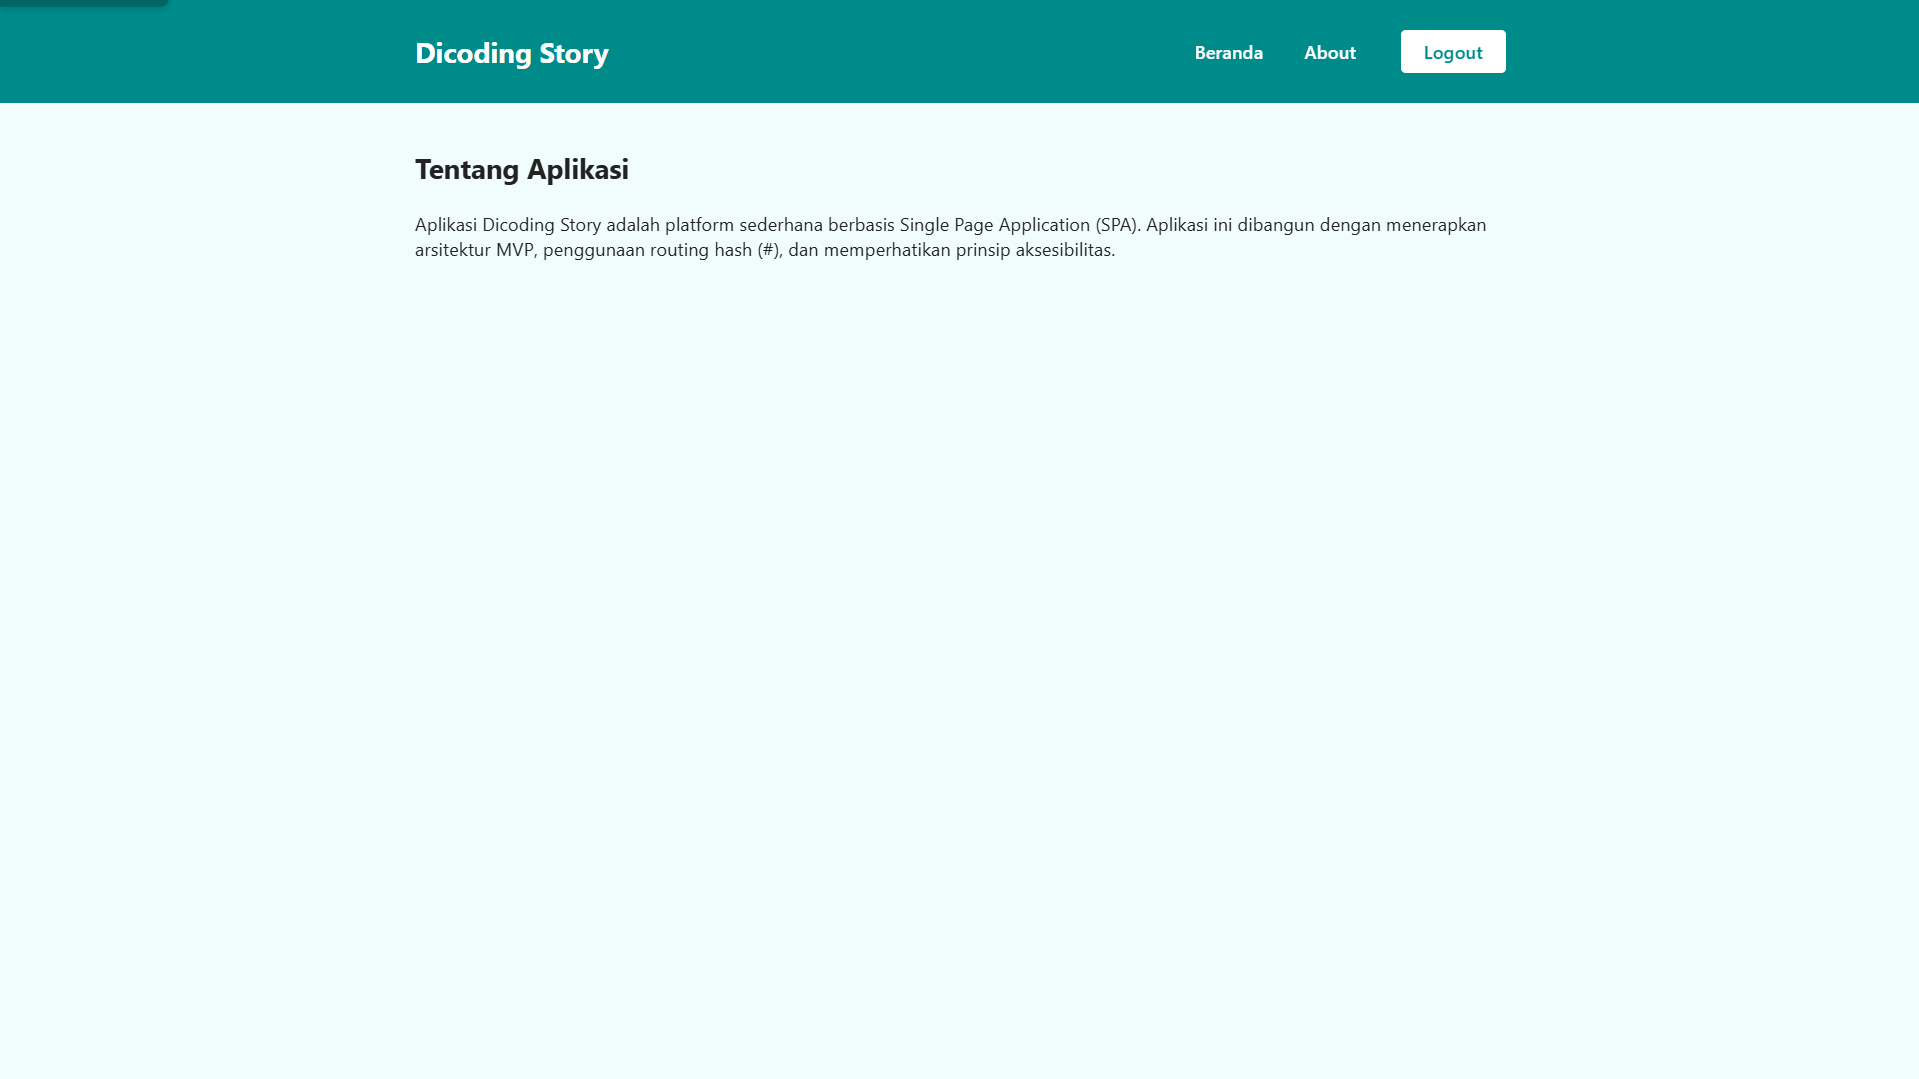 Dicoding Story
Beranda
About
Logout
Tentang Aplikasi
Aplikasi Dicoding Story adalah platform sederhana berbasis Single Page Application (SPA). Aplikasi ini dibangun dengan menerapkan
arsitektur MVP, penggunaan routing hash (#), dan memperhatikan prinsip aksesibilitas.